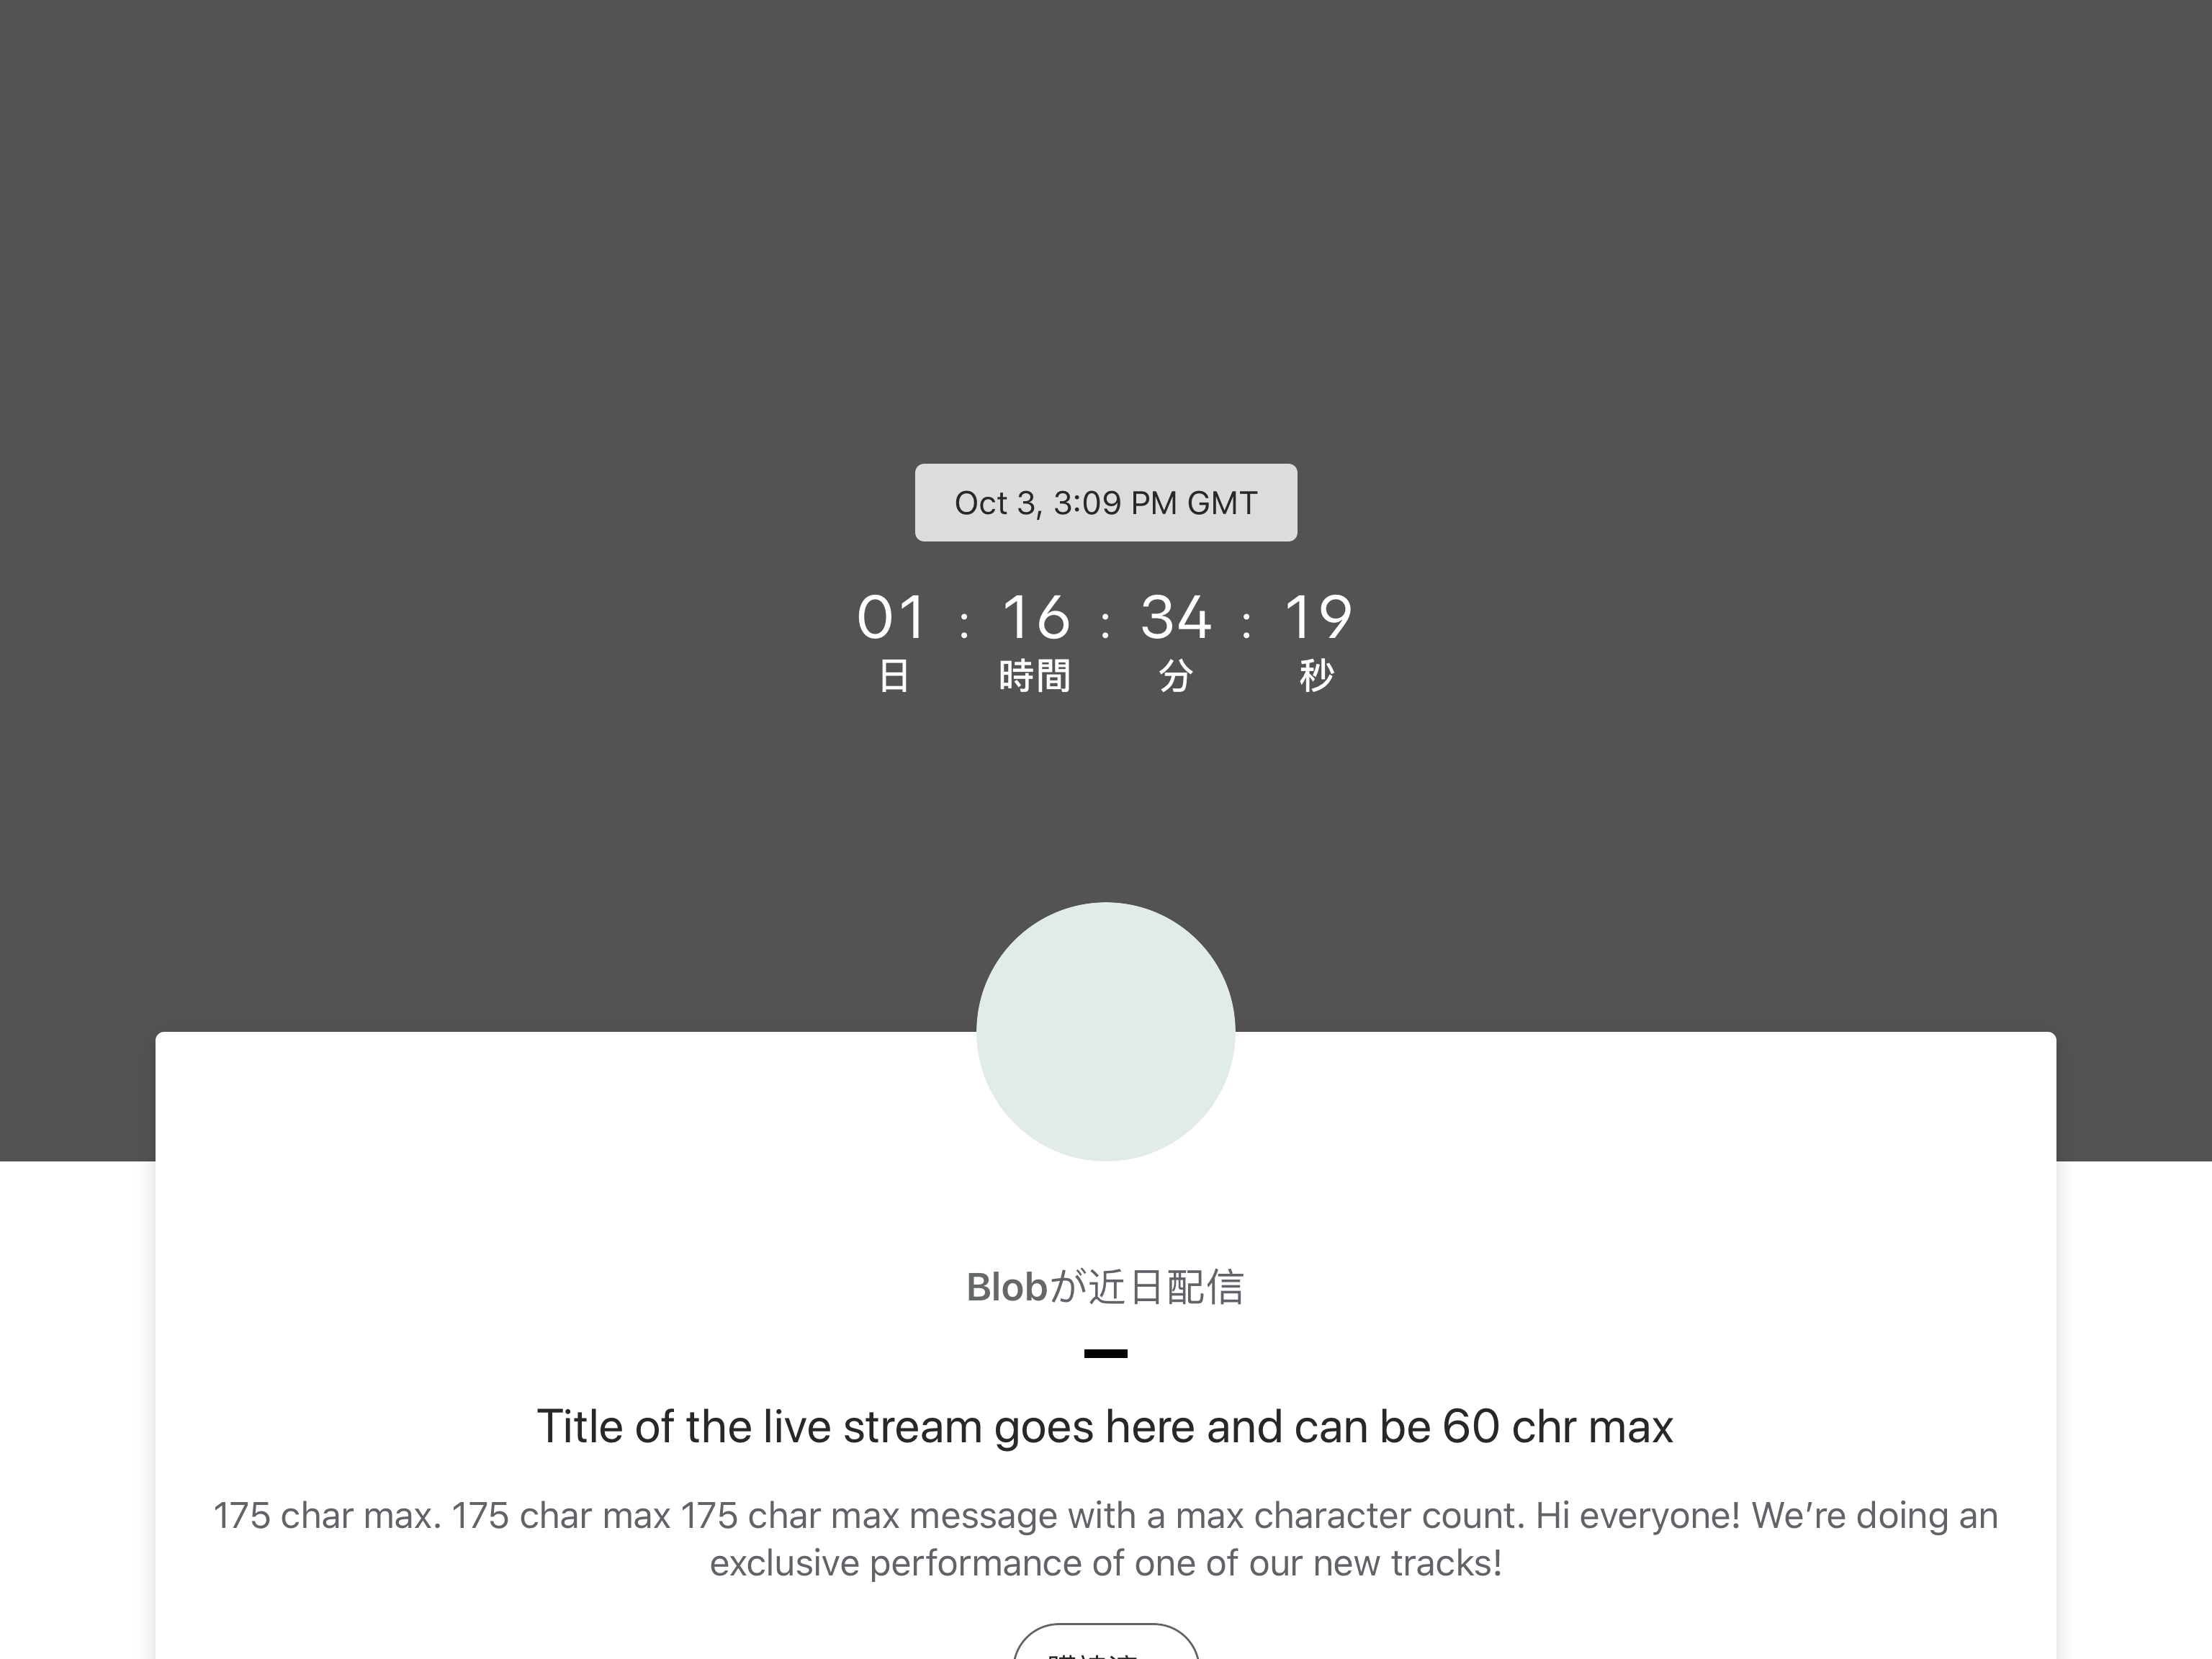 Oct 3, 3:09 PM GMT
01 : 16 : 34 : 19
日 時間 分 秒
Blobが近日配信
Title of the live stream goes here and can be 60 chr max
175 char max. 175 char max 175 char max message with a max character count. Hi everyone! We’re doing an
exclusive performance of one of our new tracks!